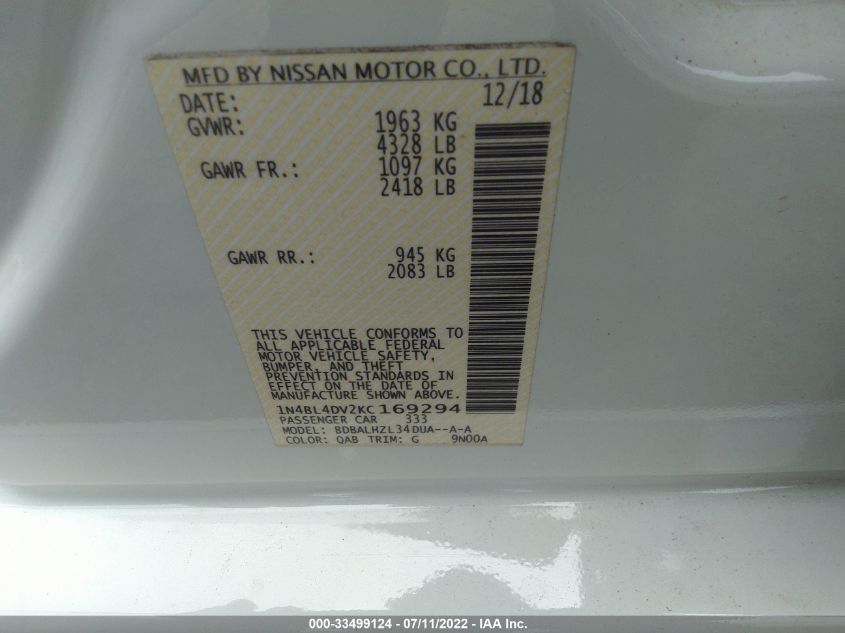 MFD BY NISSAN MOTOR CO., LTD.
DATE: 12/18
GVWR: 1963 KG
4328 LB
GAWR FR.: 1097 KG
2418 LB
GAWR RR.: 945 KG
2083 LB
THIS VEHICLE CONFORMS TO
ALL APPLICABLE FEDERAL
MOTOR VEHICLE SAFETY,
BUMPER, AND THEFT
PREVENTION STANDARDS IN
EFFECT ON THE DATE OF
MANUFACTURE SHOWN ABOVE.
1N4BL4DV2KC169294
PASSENGER CAR 333
MODEL: BDBALHZL34DUA--A-A
COLOR: QAB TRIM: G 9N00A
000-33499124 - 07/11/2022 - IAA Inc.